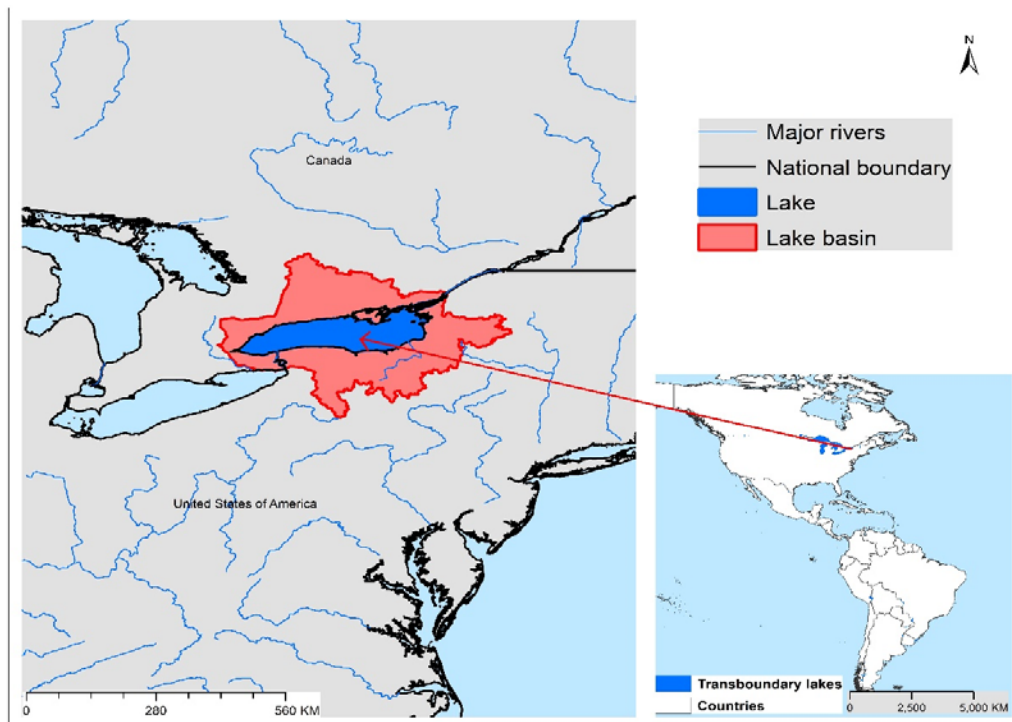 N
Major rivers
National boundary
Lake
Lake basin
Canada
United States of America
0 280 560 KM
Transboundary lakes
Countries
0 2,500 5,000 KM